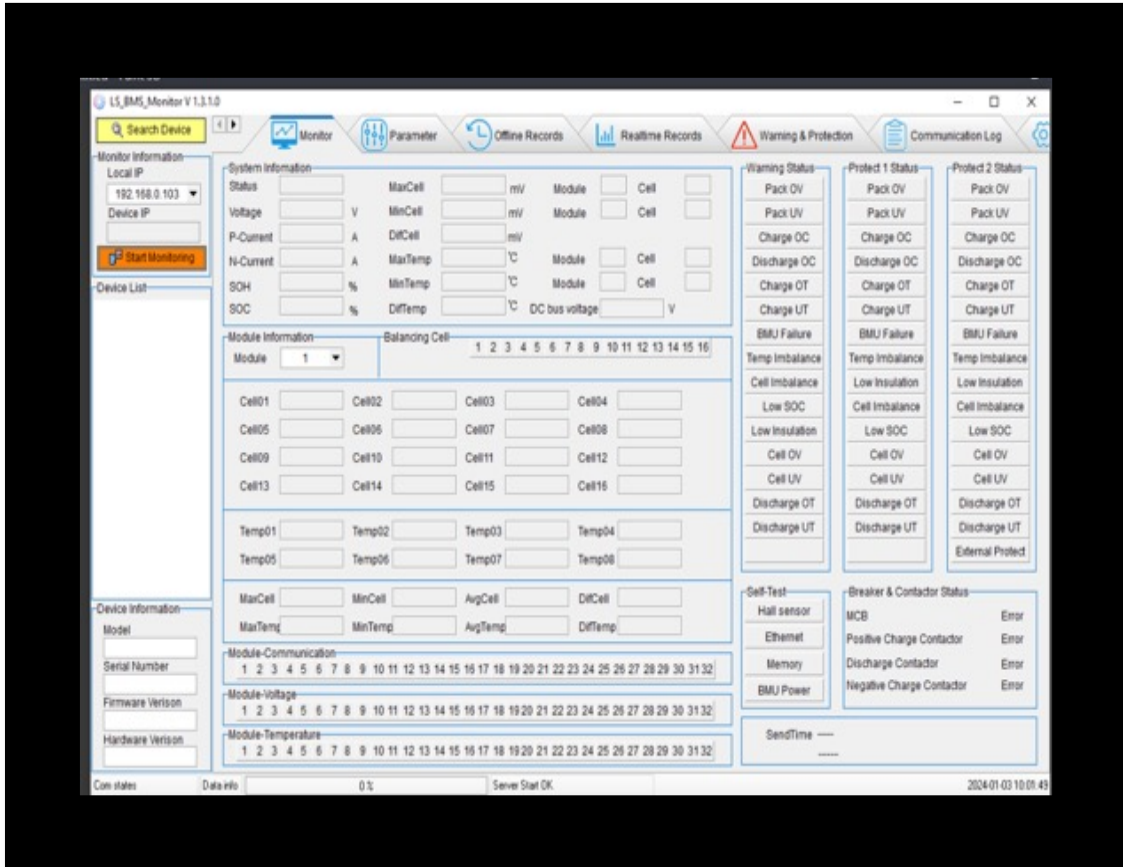 LS_BMS_Monitor V 1.3.1.0
Search Device
Monitor
Parameter
Offline Records
Realtime Records
Warning & Protection
Communication Log
Monitor Information
Local IP
192.168.0.103
Device IP
Start Monitoring
Device List
Device Information
Model
Serial Number
Firmware Verison
Hardware Verison
System Infomation
Status MaxCell mV Module Cell
Voltage V MinCell mV Module Cell
P-Current A DifCell mV
N-Current A MaxTemp ℃ Module Cell
SOH % MinTemp ℃ Module Cell
SOC % DifTemp ℃ DC bus voltage V
Module Information
Module 1
Balancing Cell
1 2 3 4 5 6 7 8 9 10 11 12 13 14 15 16
Cell01 Cell02 Cell03 Cell04
Cell05 Cell06 Cell07 Cell08
Cell09 Cell10 Cell11 Cell12
Cell13 Cell14 Cell15 Cell16
Temp01 Temp02 Temp03 Temp04
Temp05 Temp06 Temp07 Temp08
MaxCell MinCell AvgCell DifCell
MaxTemp MinTemp AvgTemp DifTemp
Module-Communication
1 2 3 4 5 6 7 8 9 10 11 12 13 14 15 16 17 18 19 20 21 22 23 24 25 26 27 28 29 30 31 32
Module-Voltage
1 2 3 4 5 6 7 8 9 10 11 12 13 14 15 16 17 18 19 20 21 22 23 24 25 26 27 28 29 30 31 32
Module-Temperature
1 2 3 4 5 6 7 8 9 10 11 12 13 14 15 16 17 18 19 20 21 22 23 24 25 26 27 28 29 30 31 32
Warning Status
Pack OV
Pack UV
Charge OC
Discharge OC
Charge OT
Charge UT
BMU Failure
Temp Imbalance
Cell Imbalance
Low SOC
Low Insulation
Cell OV
Cell UV
Discharge OT
Discharge UT
Protect 1 Status
Pack OV
Pack UV
Charge OC
Discharge OC
Charge OT
Charge UT
BMU Failure
Temp Imbalance
Low Insulation
Cell Imbalance
Low SOC
Cell OV
Cell UV
Discharge OT
Discharge UT
Protect 2 Status
Pack OV
Pack UV
Charge OC
Discharge OC
Charge OT
Charge UT
BMU Failure
Temp Imbalance
Low Insulation
Cell Imbalance
Low SOC
Cell OV
Cell UV
Discharge OT
Discharge UT
External Protect
Self-Test
Hall sensor
Ethernet
Memory
BMU Power
Breaker & Contactor Status
MCB Error
Positive Charge Contactor Error
Discharge Contactor Error
Negative Charge Contactor Error
SendTime ----
-----
Com states Data info 0 % Server Start OK. 2024-01-03 10:01:49